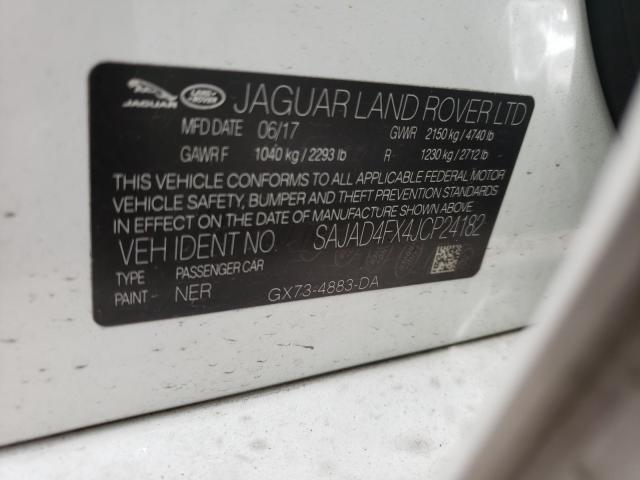 JAGUAR LAND ROVER JAGUAR LAND ROVER LTD
MFD DATE 06/17 GVWR 2150 kg / 4740 lb
GAWR F 1040 kg / 2293 lb R 1230 kg / 2712 lb
THIS VEHICLE CONFORMS TO ALL APPLICABLE FEDERAL MOTOR
VEHICLE SAFETY, BUMPER AND THEFT PREVENTION STANDARDS
IN EFFECT ON THE DATE OF MANUFACTURE SHOWN ABOVE
VEH IDENT NO. SAJAD4FX4JCP24182
TYPE PASSENGER CAR
PAINT- NER GX73-4883-DA